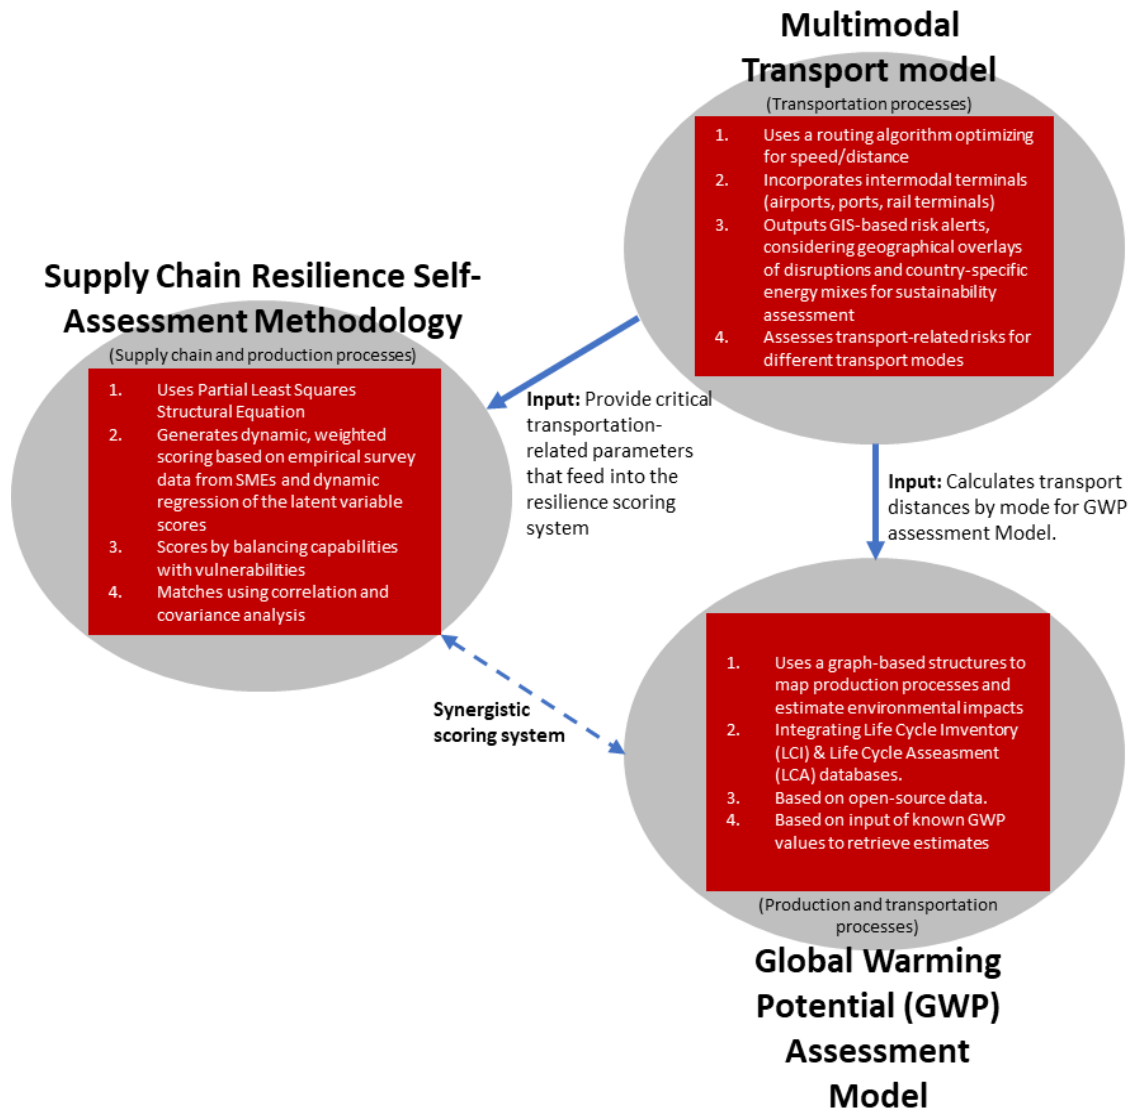 Multimodal
Transport model
(Transportation processes)
1. Uses a routing algorithm optimizing
for speed/distance
2. Incorporates intermodal terminals
(airports, ports, rail terminals)
3. Outputs GIS-based risk alerts,
considering geographical overlays
of disruptions and country-specific
energy mixes for sustainability
assessment
4. Assesses transport-related risks for
different transport modes
Supply Chain Resilience Self-
Assessment Methodology
(Supply chain and production processes)
1. Uses Partial Least Squares
Structural Equation
2. Generates dynamic, weighted
scoring based on empirical survey
data from SMEs and dynamic
regression of the latent variable
scores
3. Scores by balancing capabilities
with vulnerabilities
4. Matches using correlation and
covariance analysis
Input: Provide critical
transportation-
related parameters
that feed into the
resilience scoring
system
Input: Calculates transport
distances by mode for GWP
assessment Model.
Synergistic
scoring system
1. Uses a graph-based structures to
map production processes and
estimate environmental impacts
2. Integrating Life Cycle Imventory
(LCI) & Life Cycle Asseasment
(LCA) databases.
3. Based on open-source data.
4. Based on input of known GWP
values to retrieve estimates
(Production and transportation
processes)
Global Warming
Potential (GWP)
Assessment
Model